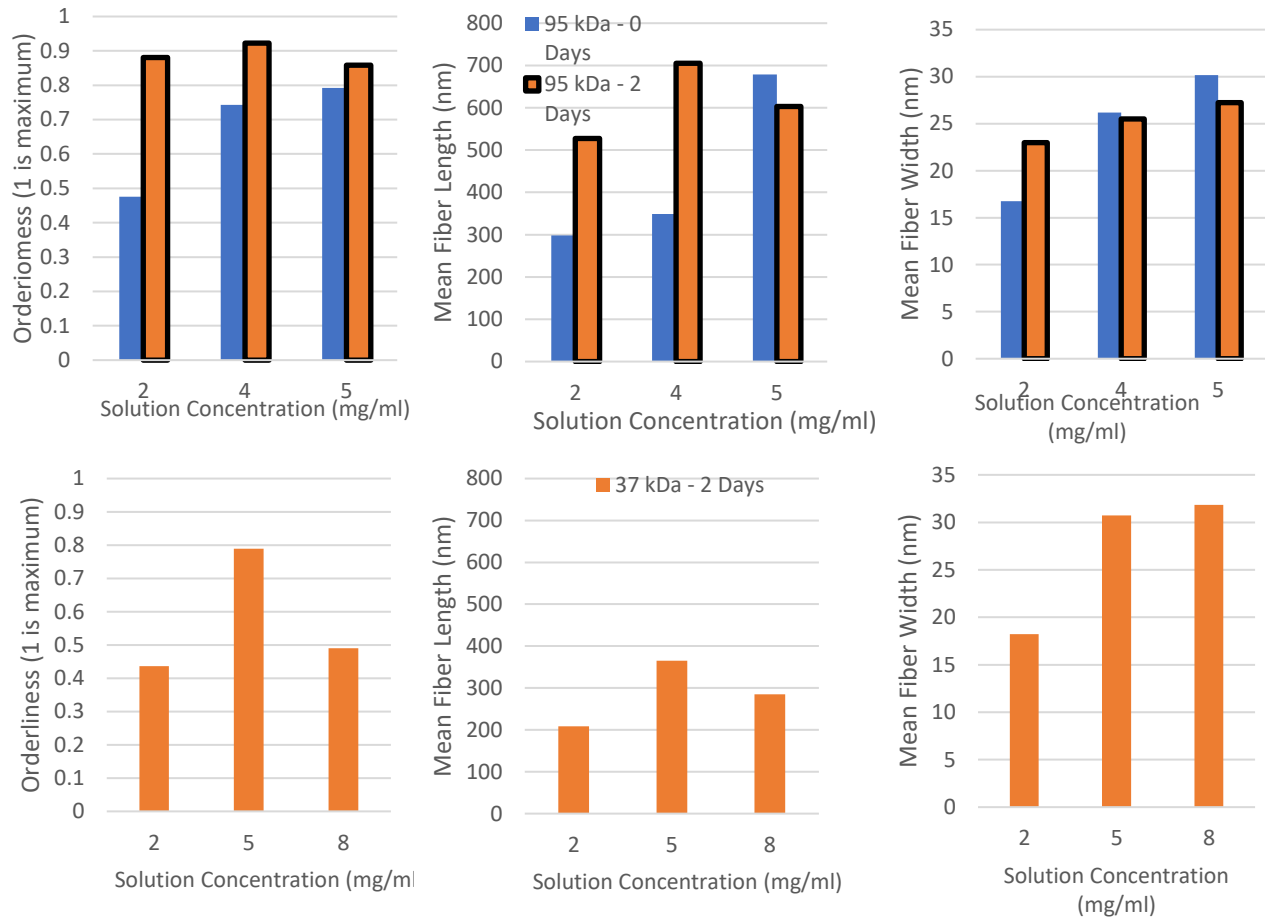 Orderiomess (1 is maximum)
1
0.9
0.8
0.7
0.6
0.5
0.4
0.3
0.2
0.1
0
2 4 5
Solution Concentration (mg/ml)
Mean Fiber Length (nm)
800
700
600
500
400
300
200
100
0
95 kDa - 0
Days
95 kDa - 2
Days
2 4 5
Solution Concentration (mg/ml)
Mean Fiber Width (nm)
35
30
25
20
15
10
5
0
2 4 5
Solution Concentration
(mg/ml)
Orderliness (1 is maximum)
1
0.9
0.8
0.7
0.6
0.5
0.4
0.3
0.2
0.1
0
2 5 8
Solution Concentration (mg/ml
Mean Fiber Length (nm)
800
700
600
500
400
300
200
100
0
37 kDa - 2 Days
2 5 8
Solution Concentration (mg/ml)
Mean Fiber Width (nm)
35
30
25
20
15
10
5
0
2 5 8
Solution Concentration
(mg/ml)